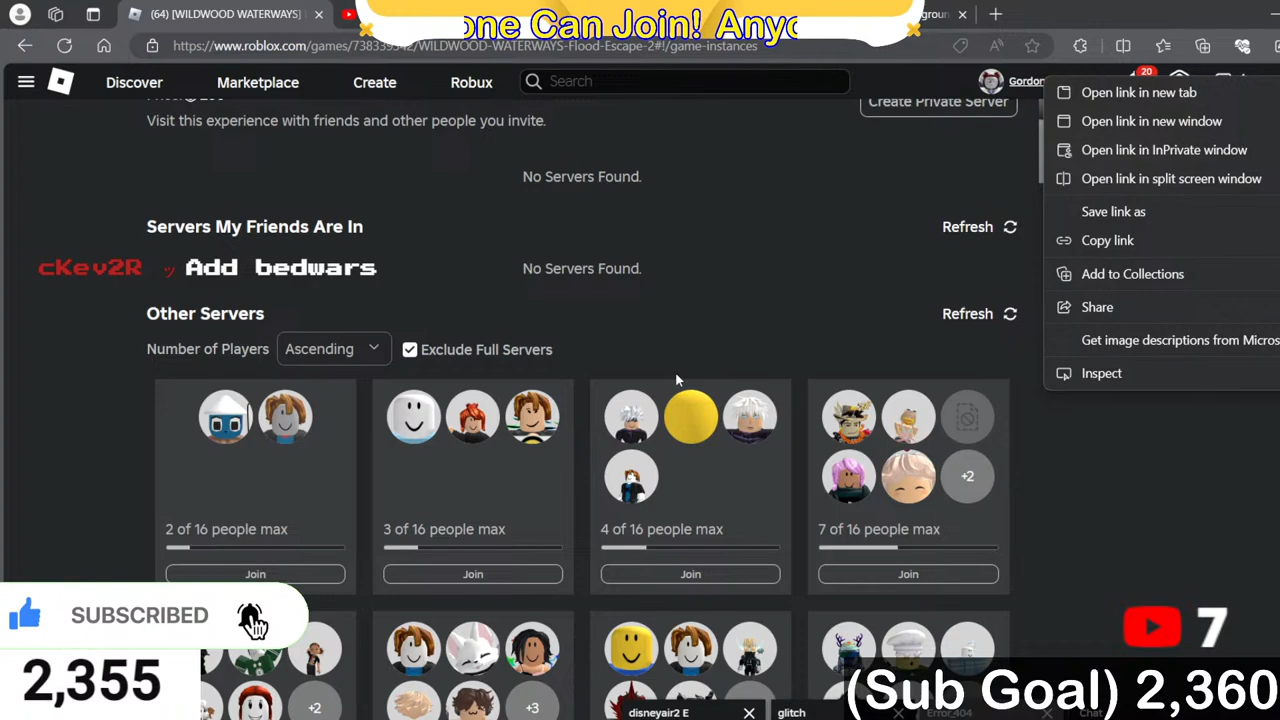 (64) [WILDWOOD WATERWAYS]
one Can Join! Anyo
groun
https://www.roblox.com/games/738339342/WILDWOOD-WATERWAYS-Flood-Escape-2#!/game-instances
Discover
Marketplace
Create
Robux
Search
Gordon
20
Create Private Server
Visit this experience with friends and other people you invite.
No Servers Found.
Servers My Friends Are In
Refresh
cKev2R ッ Add bedwars
No Servers Found.
Other Servers
Refresh
Number of Players
Ascending
Exclude Full Servers
Open link in new tab
Open link in new window
Open link in InPrivate window
Open link in split screen window
Save link as
Copy link
Add to Collections
Share
Get image descriptions from Micros
Inspect
+2
2 of 16 people max
3 of 16 people max
4 of 16 people max
7 of 16 people max
Join
Join
Join
Join
SUBSCRIBED
7
2,355
+2
+3
(Sub Goal) 2,360
disneyair2 E
glitch
Error_404
Chat